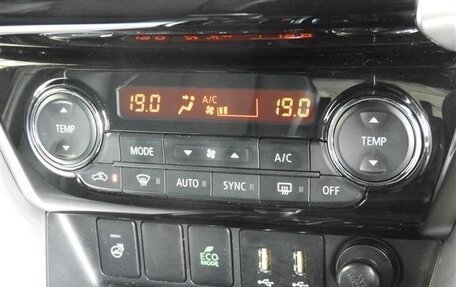 19.0 A/C 19.0
TEMP
TEMP
MODE
A/C
AUTO
SYNC
OFF
ECO
MODE